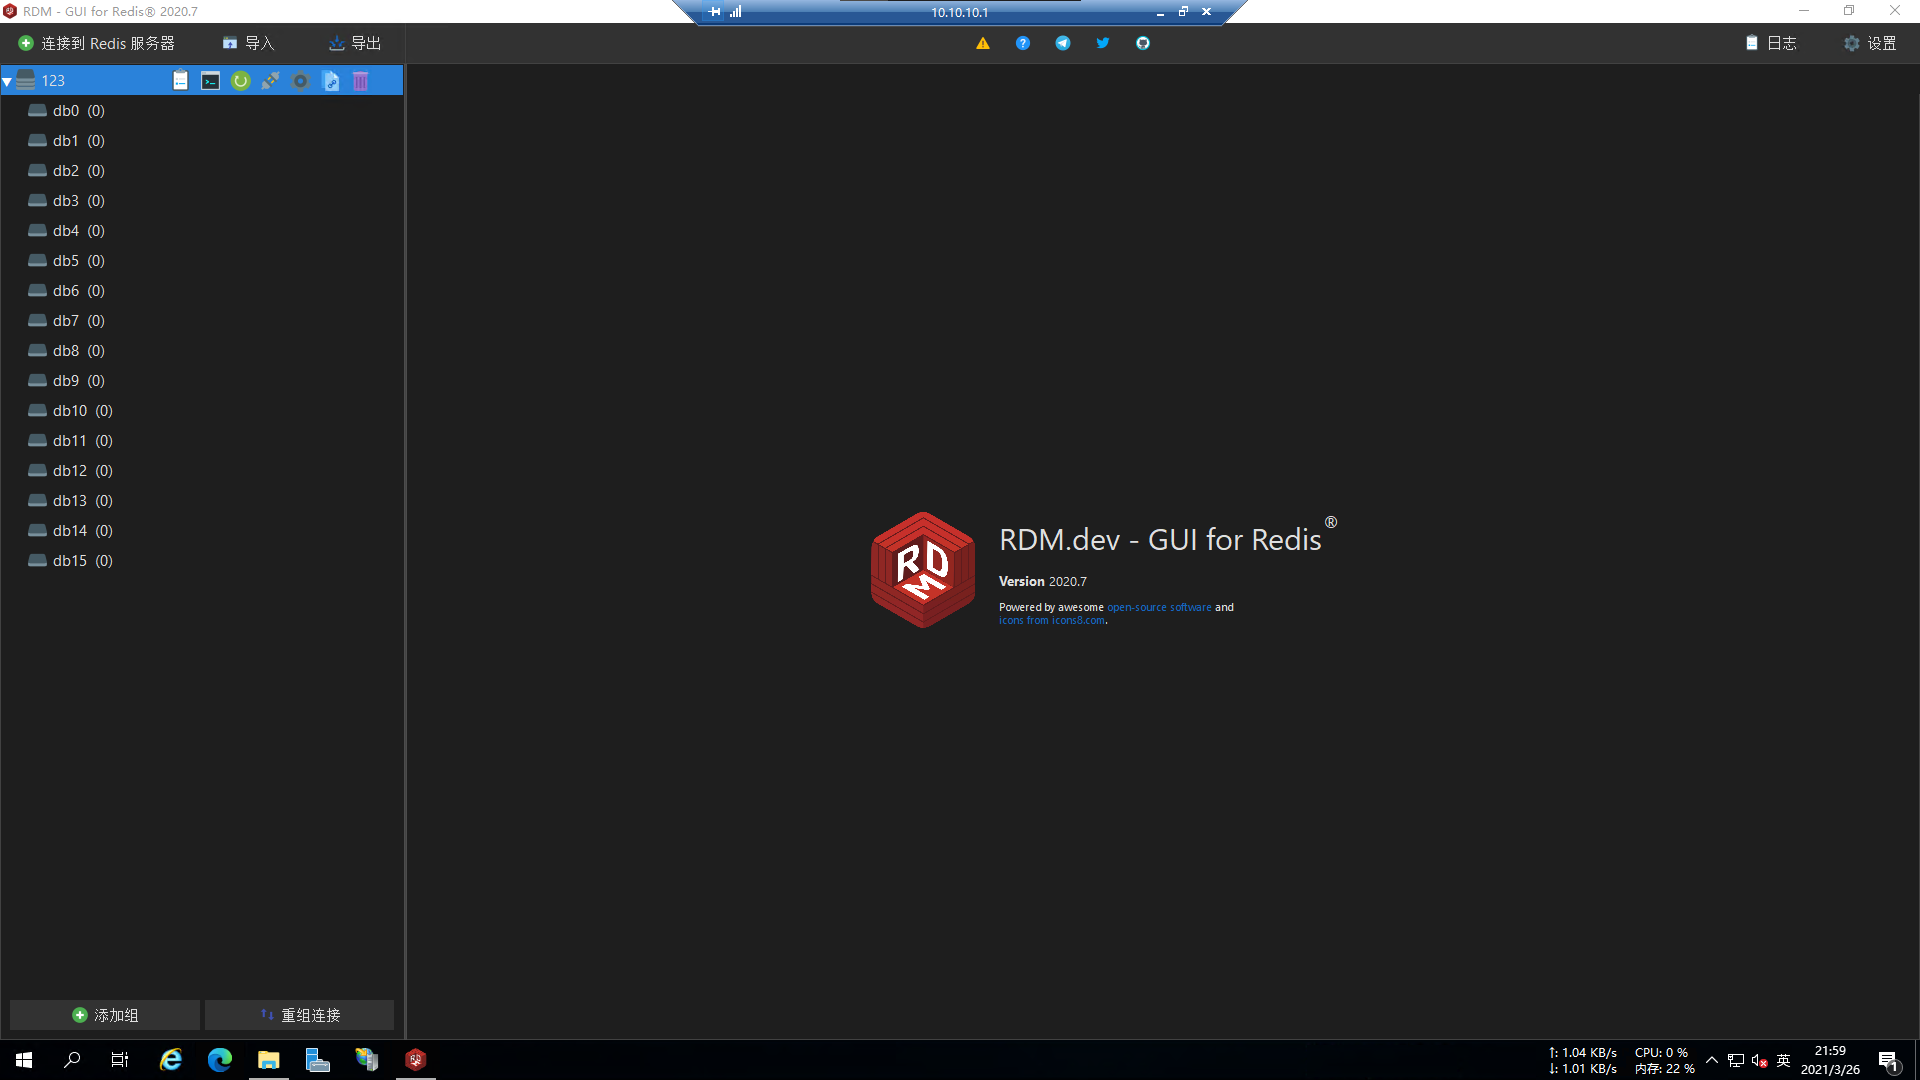 RDM - GUI for Redis® 2020.7
10.10.10.1
连接到 Redis 服务器
导入
导出
日志
设置
123
db0 (0)
db1 (0)
db2 (0)
db3 (0)
db4 (0)
db5 (0)
db6 (0)
db7 (0)
db8 (0)
db9 (0)
db10 (0)
db11 (0)
db12 (0)
db13 (0)
db14 (0)
db15 (0)
RDM
RDM.dev - GUI for Redis®
Version 2020.7
Powered by awesome open-source software and
icons from icons8.com.
添加组
重组连接
↑: 1.04 KB/s
↓: 1.01 KB/s
CPU: 0 %
内存: 22 %
英
21:59
2021/3/26
1